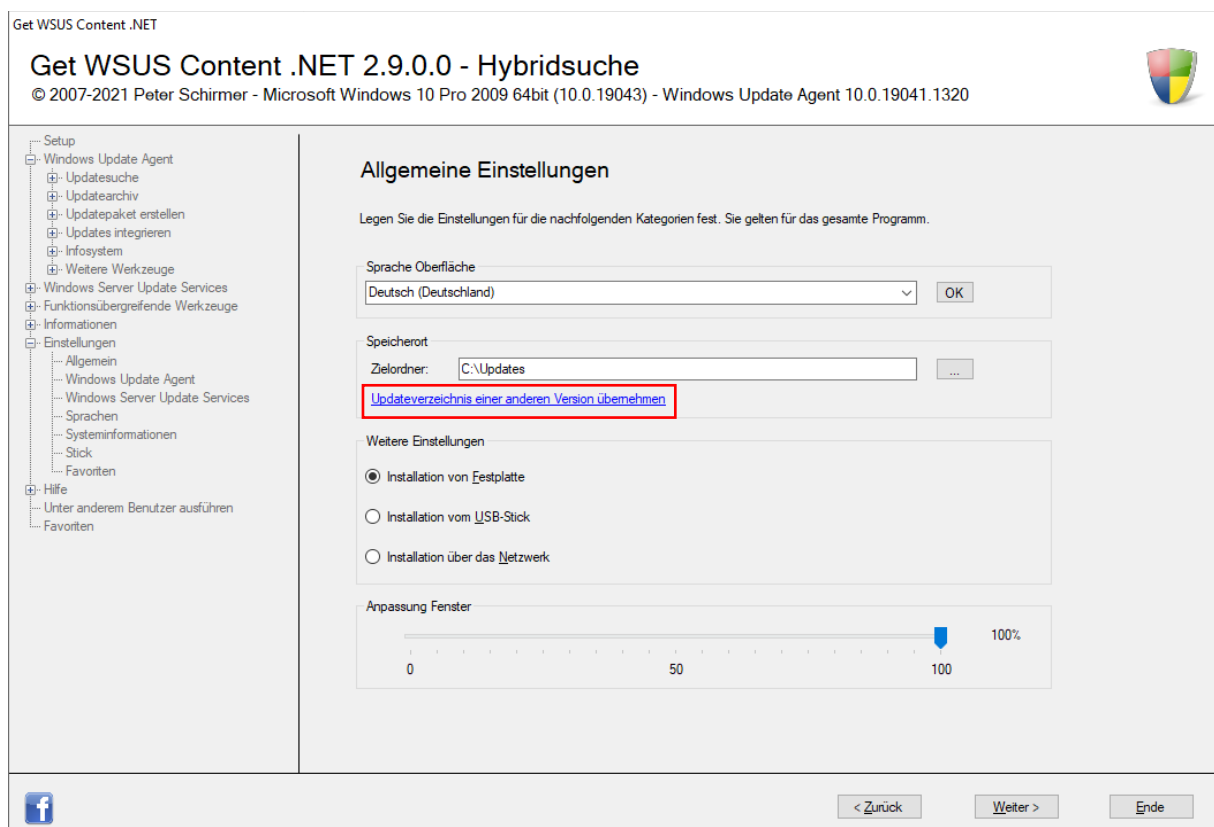 Get WSUS Content .NET
Get WSUS Content .NET 2.9.0.0 - Hybridsuche
© 2007-2021 Peter Schirmer - Microsoft Windows 10 Pro 2009 64bit (10.0.19043) - Windows Update Agent 10.0.19041.1320
Setup
Windows Update Agent
Updatesuche
Updatearchiv
Updatepaket erstellen
Updates integrieren
Infosystem
Weitere Werkzeuge
Windows Server Update Services
Funktionsübergreifende Werkzeuge
Informationen
Einstellungen
Allgemein
Windows Update Agent
Windows Server Update Services
Sprachen
Systeminformationen
Stick
Favoriten
Hilfe
Unter anderem Benutzer ausführen
Favoriten
Allgemeine Einstellungen
Legen Sie die Einstellungen für die nachfolgenden Kategorien fest. Sie gelten für das gesamte Programm.
Sprache Oberfläche
Deutsch (Deutschland) OK
Speicherort
Zielordner: C:\Updates ...
Updateverzeichnis einer anderen Version übernehmen
Weitere Einstellungen
Installation von Festplatte
Installation vom USB-Stick
Installation über das Netzwerk
Anpassung Fenster
100%
0 50 100
f
< Zurück Weiter > Ende